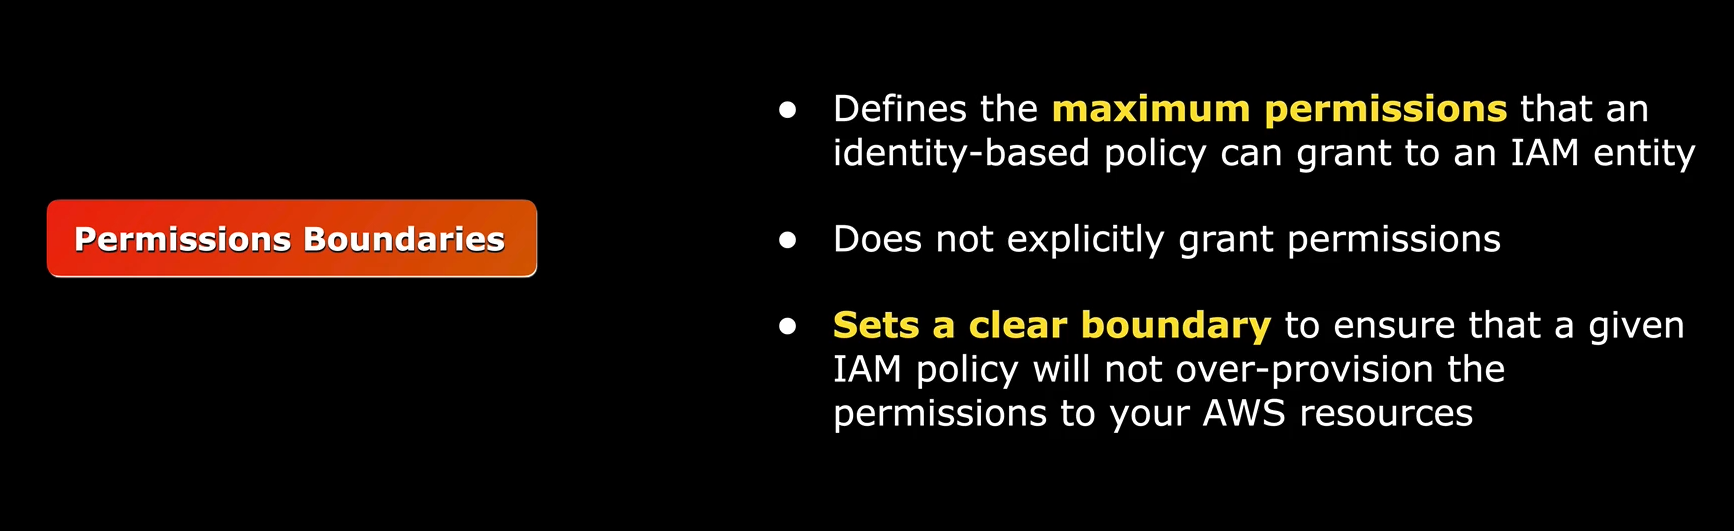 Permissions Boundaries
● Defines the maximum permissions that an
identity-based policy can grant to an IAM entity
● Does not explicitly grant permissions
● Sets a clear boundary to ensure that a given
IAM policy will not over-provision the
permissions to your AWS resources